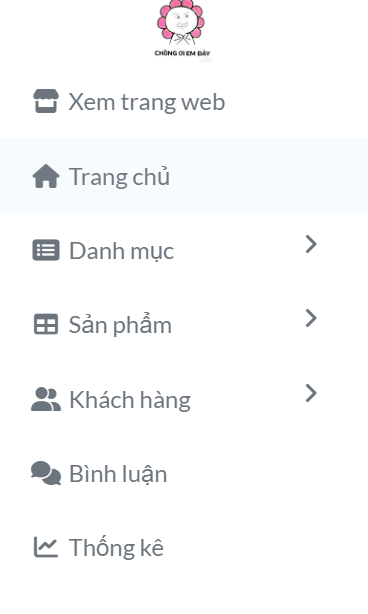 CHỒNG ƠI EM ĐÂY
Xem trang web
Trang chủ
Danh mục
Sản phẩm
Khách hàng
Bình luận
Thống kê